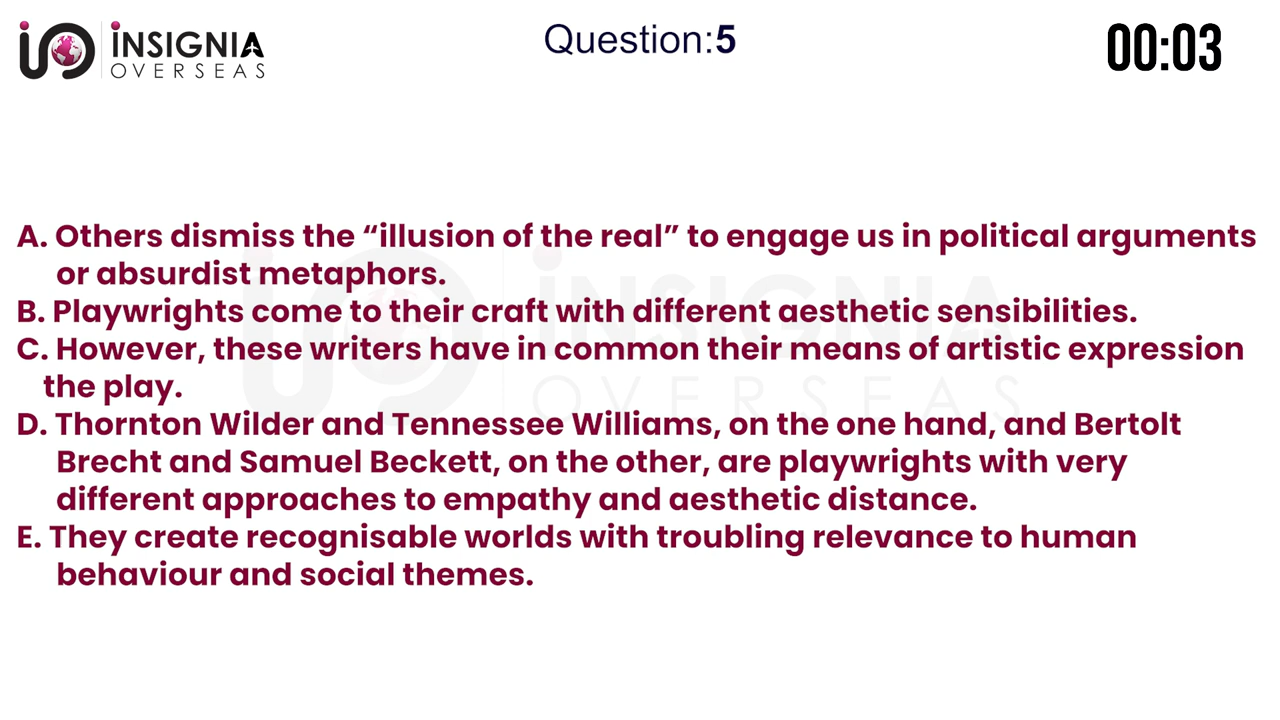 iNSIGNIA
OVERSEAS
Question:5
00:03
A. Others dismiss the “illusion of the real” to engage us in political arguments
or absurdist metaphors.
B. Playwrights come to their craft with different aesthetic sensibilities.
C. However, these writers have in common their means of artistic expression
the play.
D. Thornton Wilder and Tennessee Williams, on the one hand, and Bertolt
Brecht and Samuel Beckett, on the other, are playwrights with very
different approaches to empathy and aesthetic distance.
E. They create recognisable worlds with troubling relevance to human
behaviour and social themes.